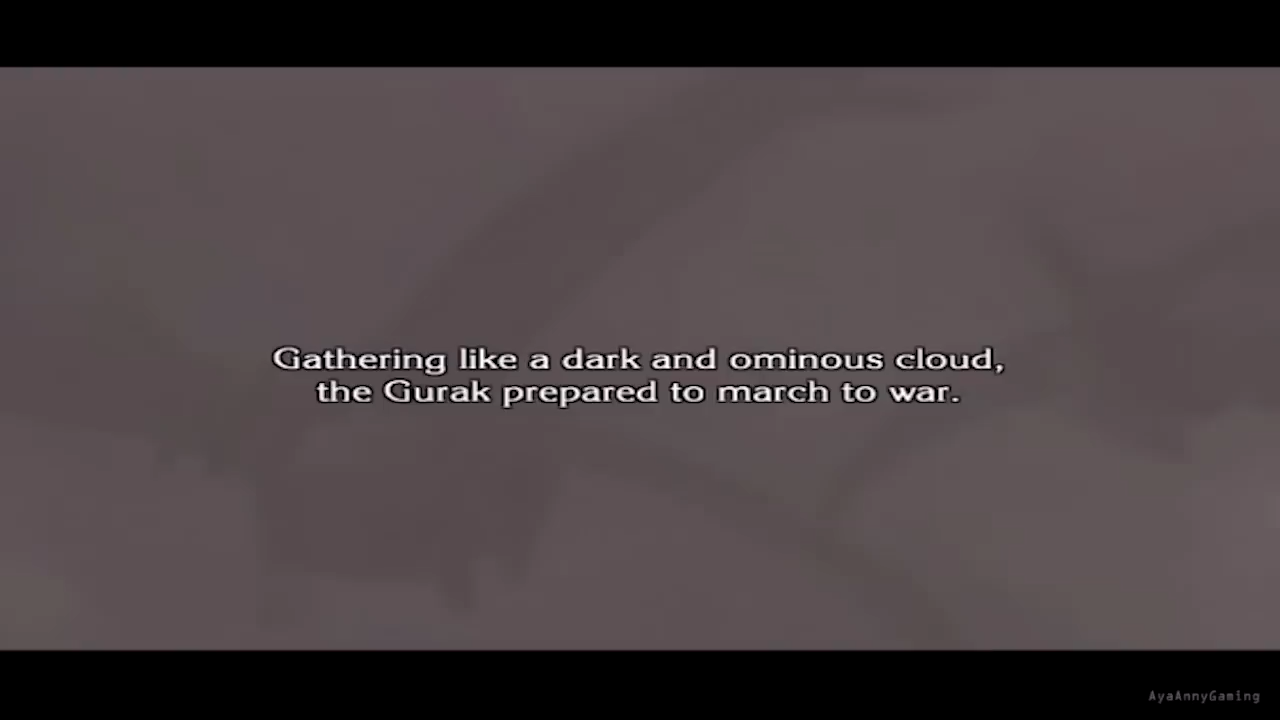 Gathering like a dark and ominous cloud,
the Gurak prepared to march to war.
AyaAnnyGaming